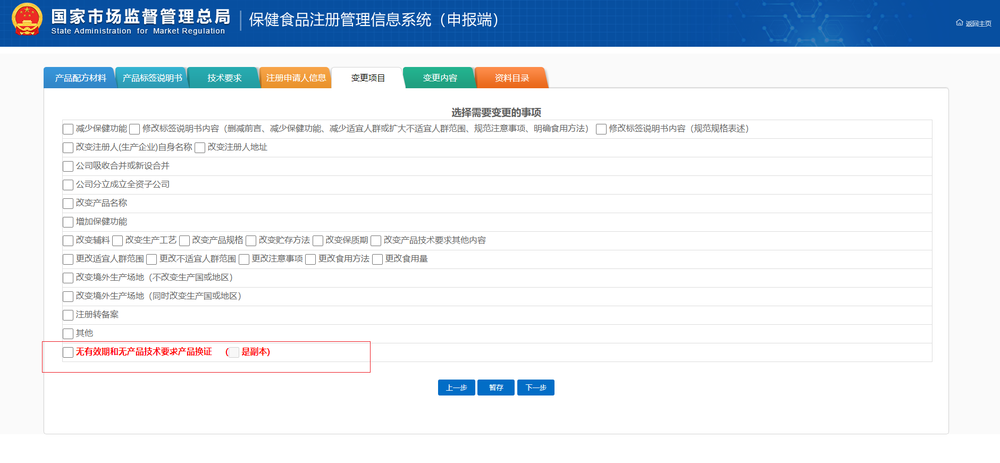 国家市场监督管理总局
State Administration for Market Regulation
保健食品注册管理信息系统（申报端）
返回主页
产品配方材料 产品标签说明书 技术要求 注册申请人信息 变更项目 变更内容 资料目录
选择需要变更的事项
减少保健功能 修改标签说明书内容（删减前言、减少保健功能、减少适宜人群或扩大不适宜人群范围、规范注意事项、明确食用方法） 修改标签说明书内容（规范规格表述）
改变注册人(生产企业)自身名称 改变注册人地址
公司吸收合并或新设合并
公司分立成立全资子公司
改变产品名称
增加保健功能
改变辅料 改变生产工艺 改变产品规格 改变贮存方法 改变保质期 改变产品技术要求其他内容
更改适宜人群范围 更改不适宜人群范围 更改注意事项 更改食用方法 更改食用量
改变境外生产场地（不改变生产国或地区）
改变境外生产场地（同时改变生产国或地区）
注册转备案
其他
无有效期和无产品技术要求产品换证 ( 是副本)
上一步 暂存 下一步